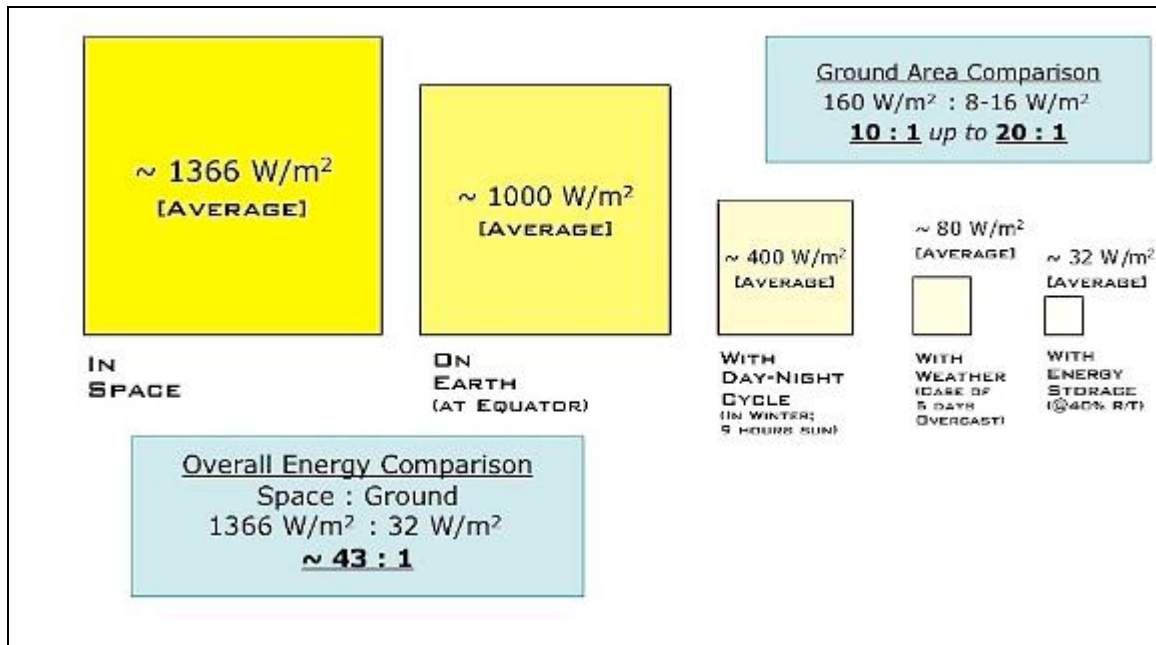 ~ 1366 W/m²
[AVERAGE]
IN
SPACE
~ 1000 W/m²
[AVERAGE]
ON
EARTH
(AT EQUATOR)
Ground Area Comparison
160 W/m² : 8-16 W/m²
10 : 1 up to 20 : 1
~ 400 W/m²
[AVERAGE]
WITH
DAY-NIGHT
CYCLE
(IN WINTER;
9 HOURS SUN)
~ 80 W/m²
[AVERAGE]
WITH
WEATHER
(CASE OF
5 DAYS
OVERCAST)
~ 32 W/m²
[AVERAGE]
WITH
ENERGY
STORAGE
(@40% R/T)
Overall Energy Comparison
Space : Ground
1366 W/m² : 32 W/m²
~ 43 : 1